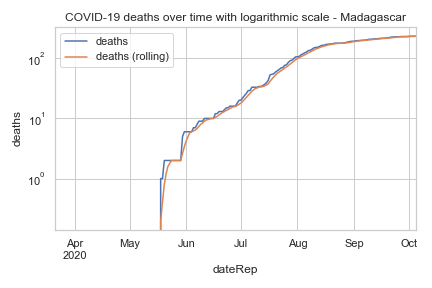 COVID-19 deaths over time with logarithmic scale - Madagascar
deaths
deaths (rolling)
10²
10¹
10⁰
deaths
Apr
2020
May
Jun
Jul
Aug
Sep
Oct
dateRep